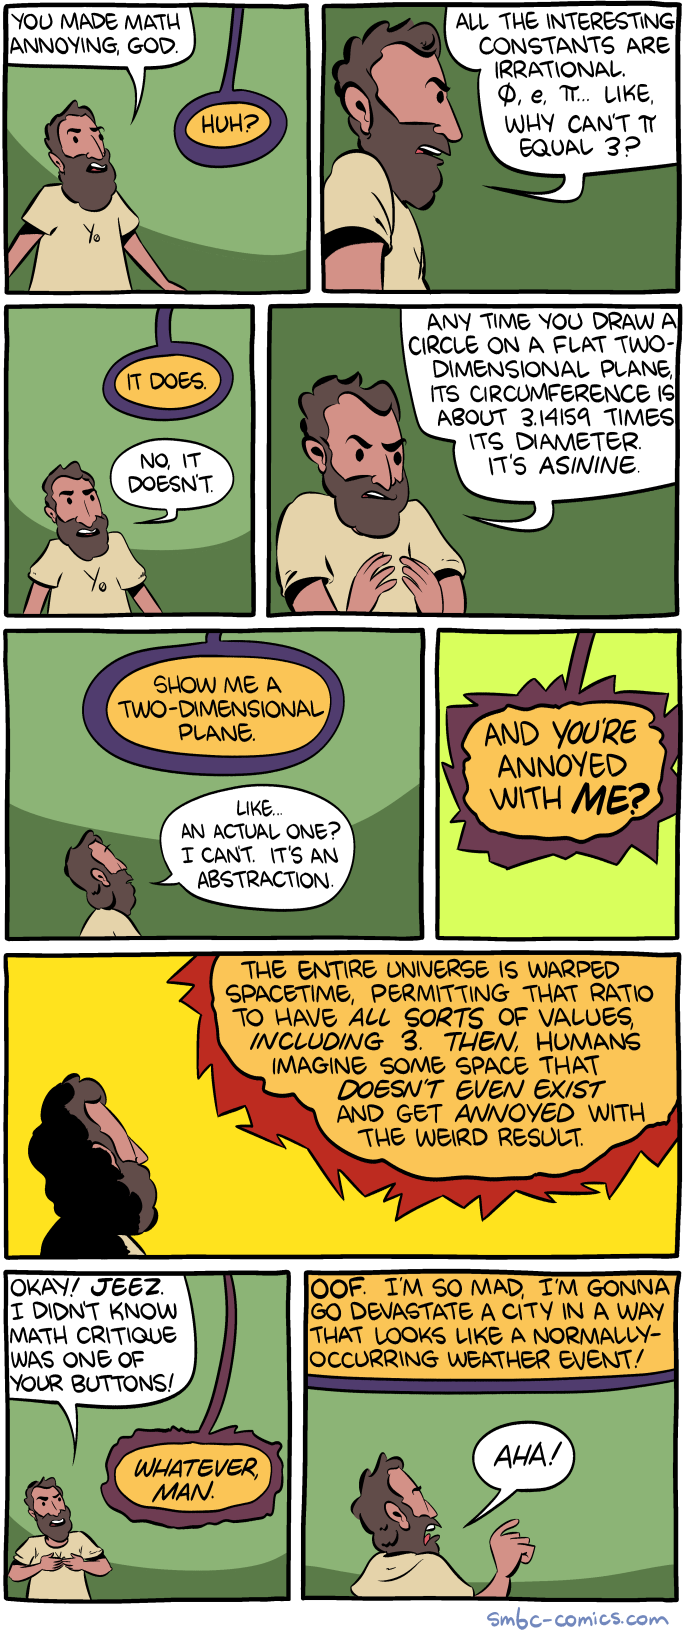 YOU MADE MATH
ANNOYING, GOD.
HUH?
ALL THE INTERESTING
CONSTANTS ARE
IRRATIONAL.
Φ, e, π... LIKE,
WHY CAN'T π
EQUAL 3?
IT DOES.
NO, IT
DOESN'T.
ANY TIME YOU DRAW A
CIRCLE ON A FLAT TWO-
DIMENSIONAL PLANE,
ITS CIRCUMFERENCE IS
ABOUT 3.14159 TIMES
ITS DIAMETER.
IT'S ASININE.
SHOW ME A
TWO-DIMENSIONAL
PLANE.
LIKE...
AN ACTUAL ONE?
I CAN'T. IT'S AN
ABSTRACTION.
AND YOU'RE
ANNOYED
WITH ME?
THE ENTIRE UNIVERSE IS WARPED
SPACETIME, PERMITTING THAT RATIO
TO HAVE ALL SORTS OF VALUES,
INCLUDING 3. THEN, HUMANS
IMAGINE SOME SPACE THAT
DOESN'T EVEN EXIST
AND GET ANNOYED WITH
THE WEIRD RESULT.
OKAY! JEEZ.
I DIDN'T KNOW
MATH CRITIQUE
WAS ONE OF
YOUR BUTTONS!
WHATEVER,
MAN.
OOF. I'M SO MAD, I'M GONNA
GO DEVASTATE A CITY IN A WAY
THAT LOOKS LIKE A NORMALLY-
OCCURRING WEATHER EVENT!
AHA!
smbc-comics.com